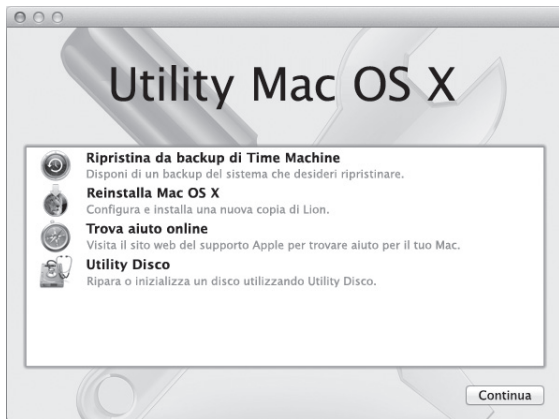 Utility Mac OS X
Ripristina da backup di Time Machine
Disponi di un backup del sistema che desideri ripristinare.
Reinstalla Mac OS X
Configura e installa una nuova copia di Lion.
Trova aiuto online
Visita il sito web del supporto Apple per trovare aiuto per il tuo Mac.
Utility Disco
Ripara o inizializza un disco utilizzando Utility Disco.
Continua